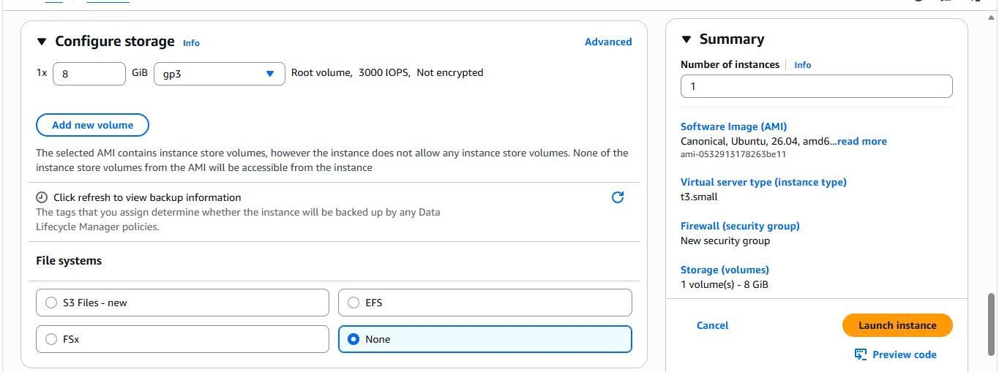 Configure storage Info
Advanced
1x 8 GiB gp3 Root volume, 3000 IOPS, Not encrypted
Add new volume
The selected AMI contains instance store volumes, however the instance does not allow any instance store volumes. None of the
instance store volumes from the AMI will be accessible from the instance
Click refresh to view backup information
The tags that you assign determine whether the instance will be backed up by any Data
Lifecycle Manager policies.
File systems
S3 Files - new
EFS
FSx
None
Summary
Number of instances Info
1
Software Image (AMI)
Canonical, Ubuntu, 26.04, amd6...read more
ami-0532913178263be11
Virtual server type (instance type)
t3.small
Firewall (security group)
New security group
Storage (volumes)
1 volume(s) - 8 GiB
Cancel
Launch instance
Preview code